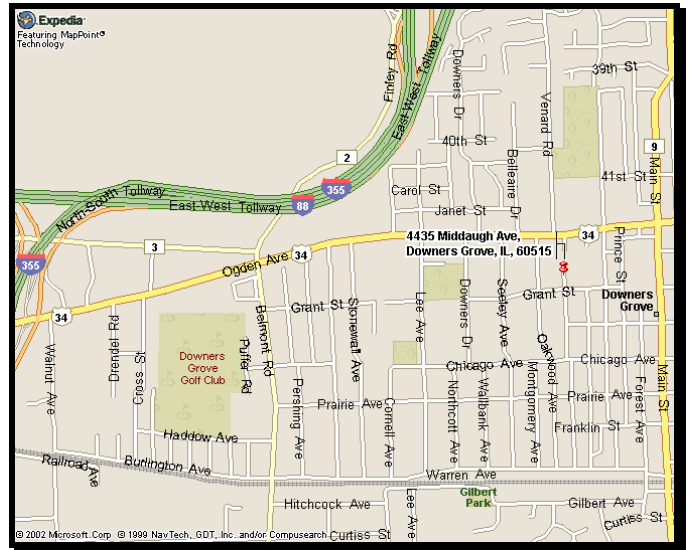 Expedia
Featuring MapPoint®
Technology
Finley Rd
East West Tollway
Downers Dr
Venard Rd
39th St
2
40th St
9
Main St
355
Belleaire Dr
41st St
Carol St
North-South Tollway
East West Tollway
88
Janet St
4435 Middaugh Ave,
Downers Grove, IL, 60515
34
Prince St
3
34
Ogden Ave
355
Grant St
Grant St
Downers
Grove
34
Walnut Ave
Drendel Rd
Cross St
Downers
Grove
Golf Club
Puffer Rd
Belmont Rd
Stonewall Ave
Lee Ave
Downers Dr
Seeley Ave
Oakwood Ave
Chicago Ave
Chicago Ave
Main St
Pershing Ave
Prairie Ave
Cornell Ave
Northcott Ave
Wallbank Ave
Montgomery Ave
Prairie Ave
Forest Ave
Franklin St
Haddow Ave
Railroad Ave
Burlington Ave
Warren Ave
Gilbert
Park
Hitchcock Ave
Lee Ave
Gilbert Ave
Curtiss St
Curtiss St
© 2002 Microsoft Corp © 1999 NavTech, GDT, Inc. and/or Compusearch